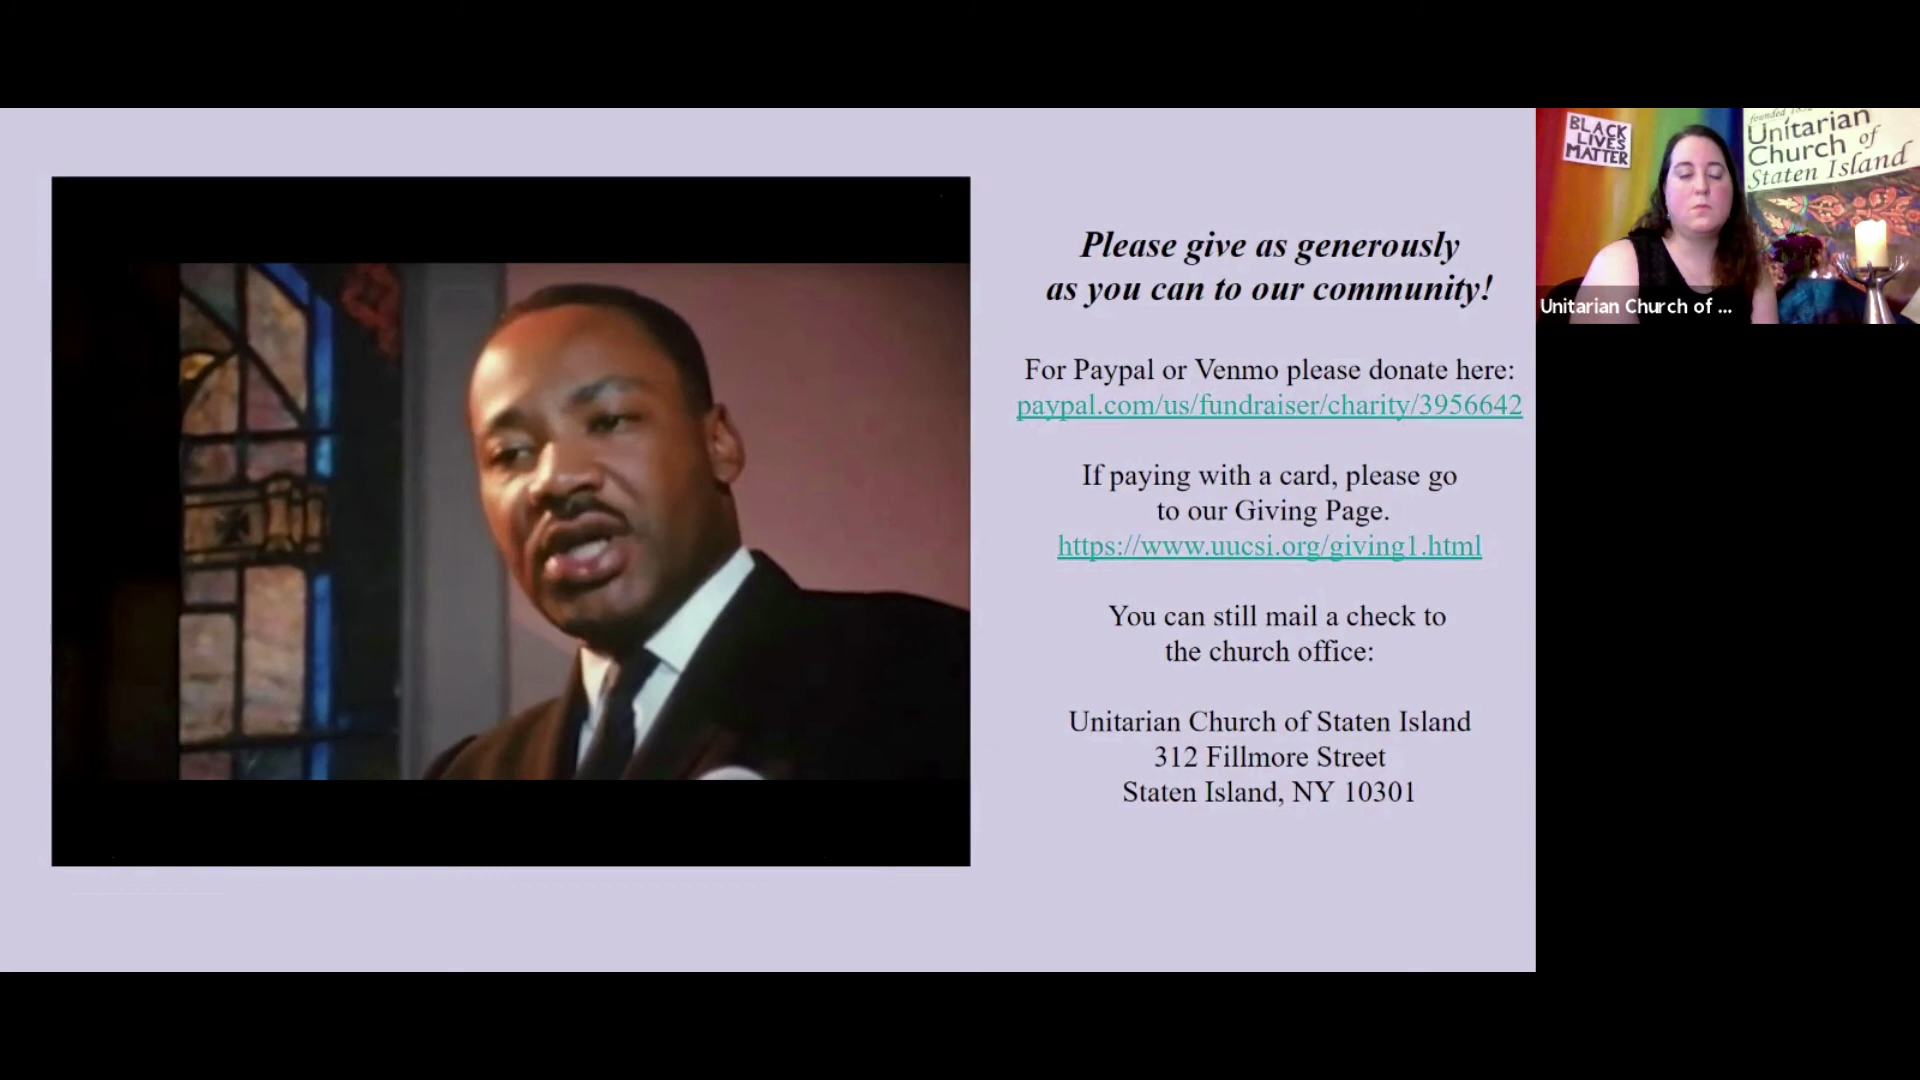 Please give as generously
as you can to our community!
For Paypal or Venmo please donate here:
paypal.com/us/fundraiser/charity/3956642
If paying with a card, please go
to our Giving Page.
https://www.uucsi.org/giving1.html
You can still mail a check to
the church office:
Unitarian Church of Staten Island
312 Fillmore Street
Staten Island, NY 10301
BLACK
LIVES
MATTER
Unitarian
Church of
Staten Island
Unitarian Church of ...